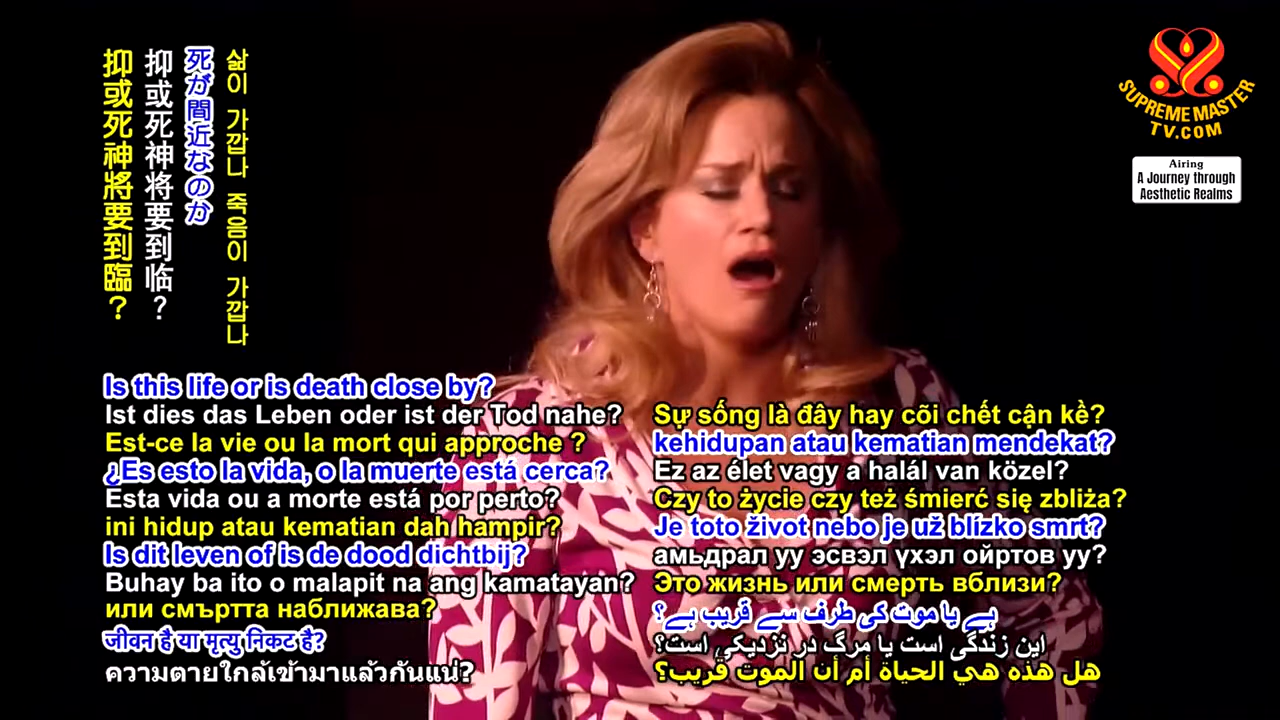 抑或死神將要到臨？
抑或死神将要到临？
死が間近なのか
삶이 가깝나 죽음이 가깝나
SUPREME MASTER
TV.COM
Airing
A Journey through
Aesthetic Realms
Is this life or is death close by?
Ist dies das Leben oder ist der Tod nahe?
Est-ce la vie ou la mort qui approche ?
¿Es esto la vida, o la muerte está cerca?
Esta vida ou a morte está por perto?
ini hidup atau kematian dah hampir?
Is dit leven of is de dood dichtbij?
Buhay ba ito o malapit na ang kamatayan?
или смъртта наближава?
जीवन है या मृत्यु निकट है?
ความตายใกล้เข้ามาแล้วกันแน่?
Sự sống là đây hay cõi chết cận kề?
kehidupan atau kematian mendekat?
Ez az élet vagy a halál van közel?
Czy to życie czy też śmierć się zbliża?
Je toto život nebo je už blízko smrt?
амьдрал уу эсвэл үхэл ойртов уу?
Это жизнь или смерть вблизи?
ہے یا موت کی طرف سے قریب ہے؟
این زندگی است یا مرگ در نزدیکی است؟
هل هذه هي الحياة أم أن الموت قريب؟